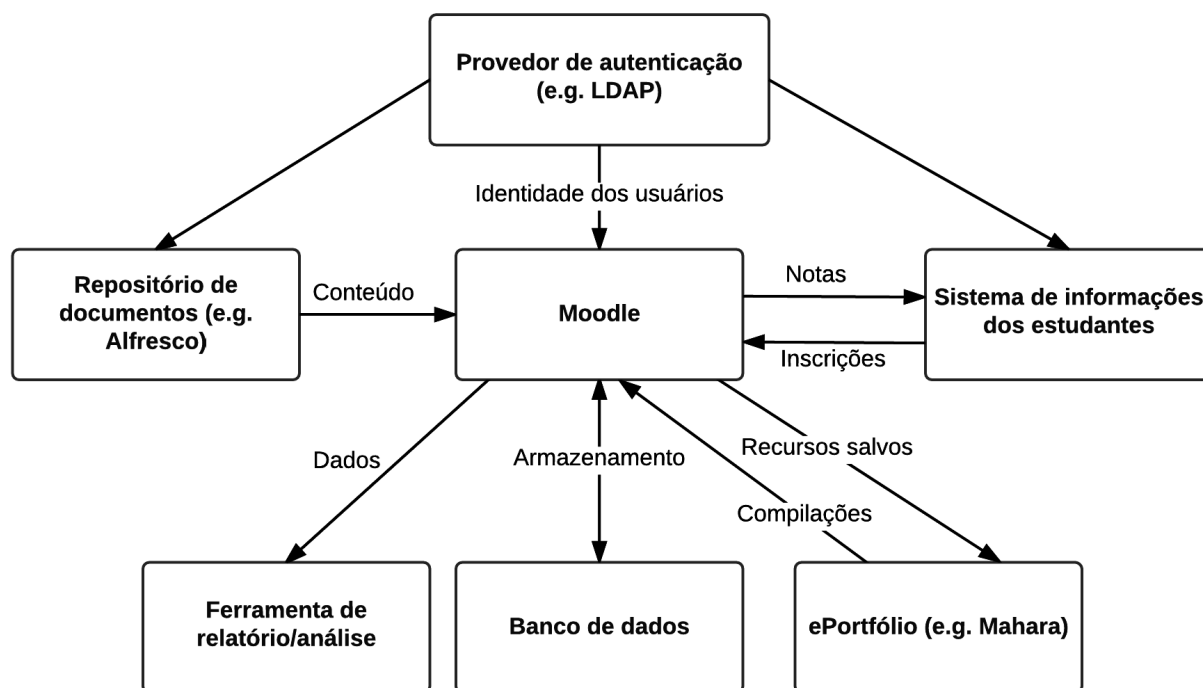 Provedor de autenticação
(e.g. LDAP)
Identidade dos usuários
Repositório de
documentos (e.g.
Alfresco)
Conteúdo
Moodle
Notas
Inscrições
Sistema de informações
dos estudantes
Dados
Armazenamento
Recursos salvos
Compilações
Ferramenta de
relatório/análise
Banco de dados
ePortfólio (e.g. Mahara)